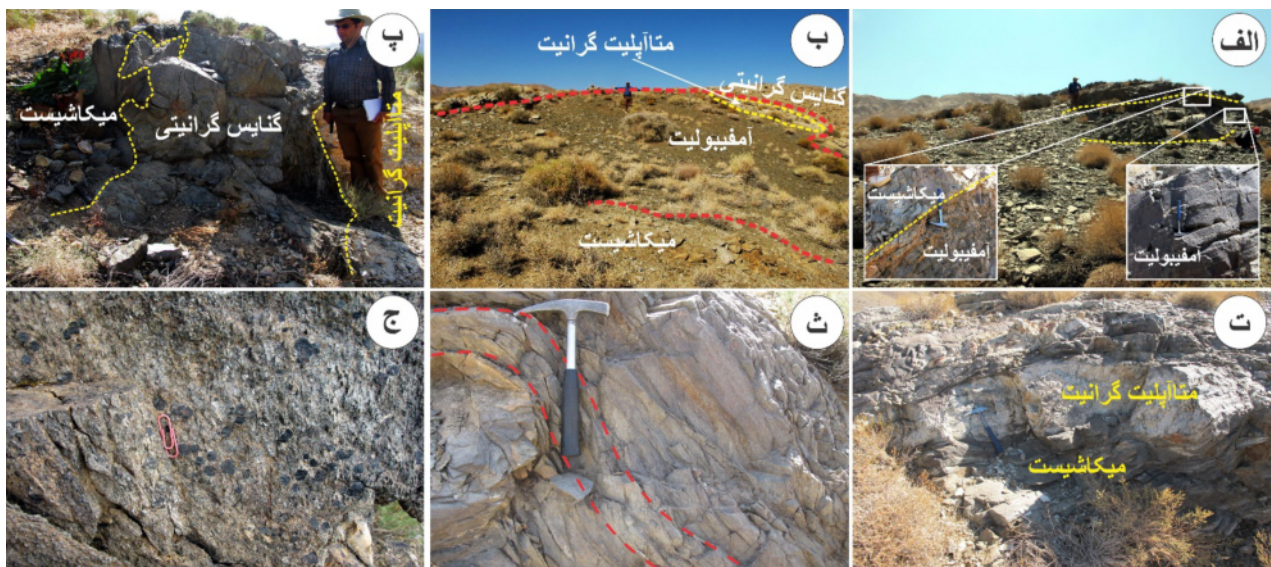 الف
میکاشیست
آمفیبولیت
آمفیبولیت
ب
متاآپلیت گرانیت
گنایس گرانیتی
آمفیبولیت
میکاشیست
پ
میکاشیست
گنایس گرانیتی
متاآپلیت گرانیت
ت
متاآپلیت گرانیت
میکاشیست
ث
ج